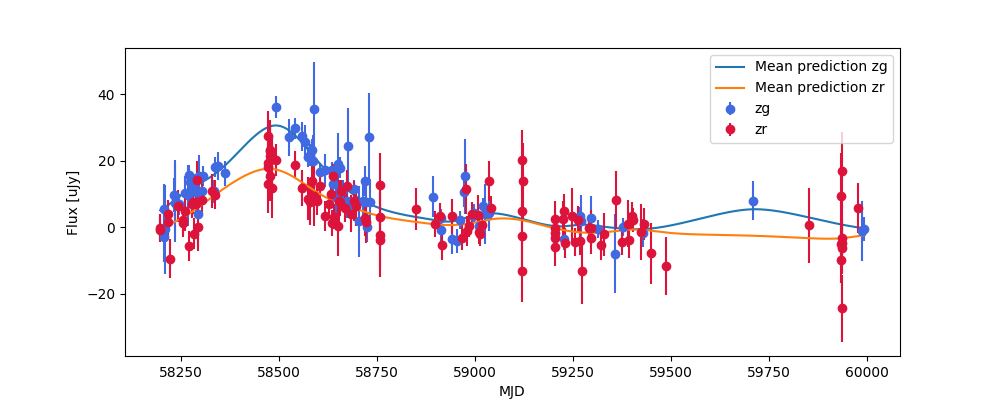 Mean prediction zg
Mean prediction zr
zg
zr
40
20
0
−20
Flux [uJy]
58250 58500 58750 59000 59250 59500 59750 60000
MJD